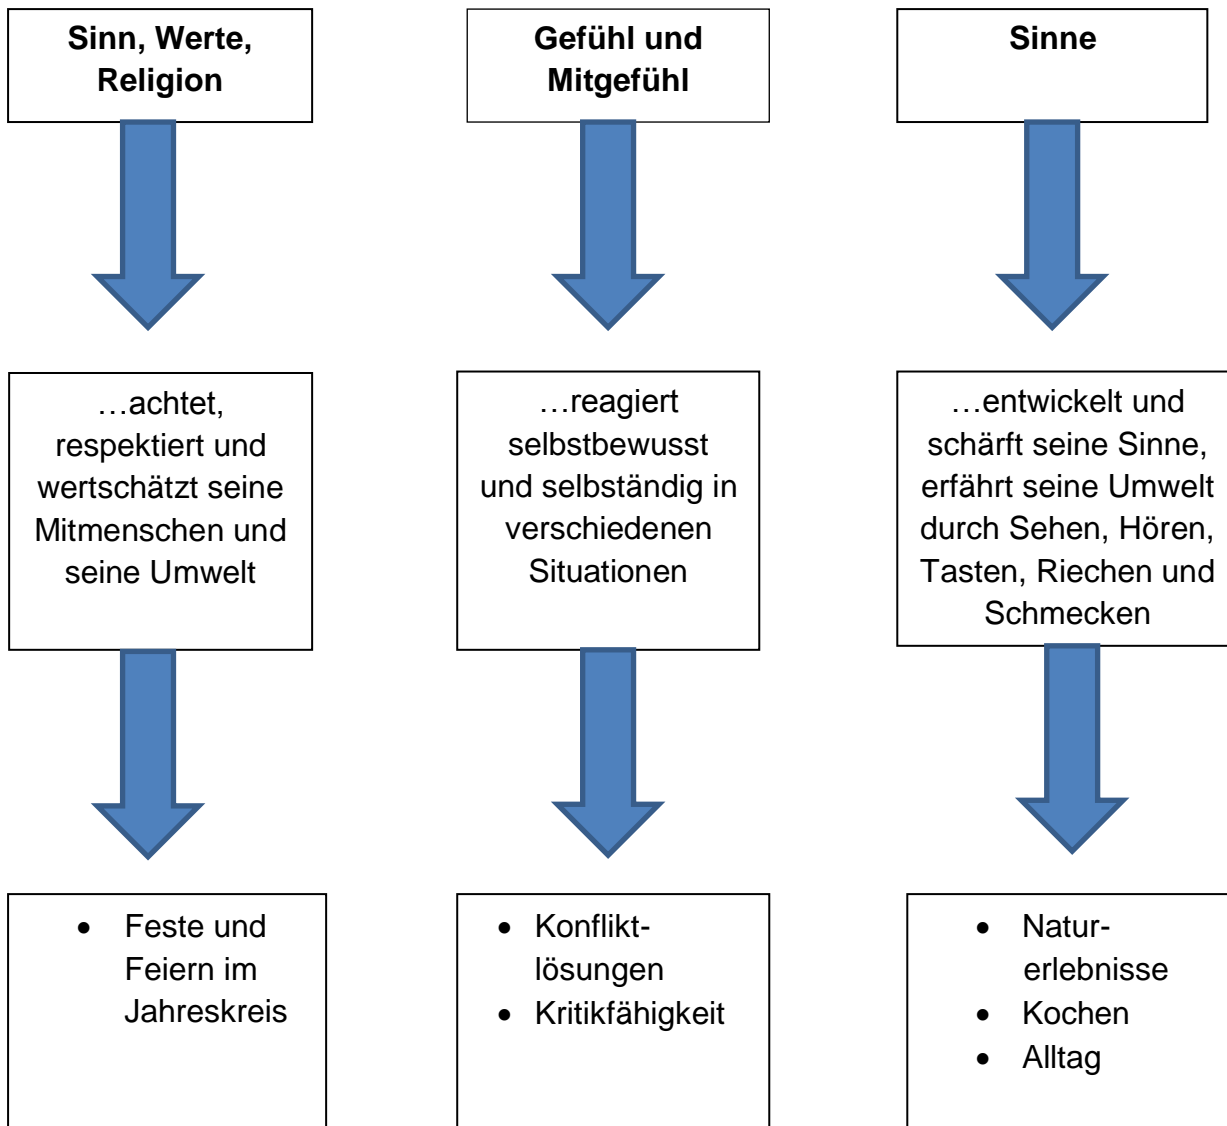 Sinn, Werte,
Religion
Gefühl und
Mitgefühl
Sinne
…achtet,
respektiert und
wertschätzt seine
Mitmenschen und
seine Umwelt
…reagiert
selbstbewusst
und selbständig in
verschiedenen
Situationen
…entwickelt und
schärft seine Sinne,
erfährt seine Umwelt
durch Sehen, Hören,
Tasten, Riechen und
Schmecken
• Feste und
Feiern im
Jahreskreis
• Konflikt-
lösungen
• Kritikfähigkeit
• Natur-
erlebnisse
• Kochen
• Alltag